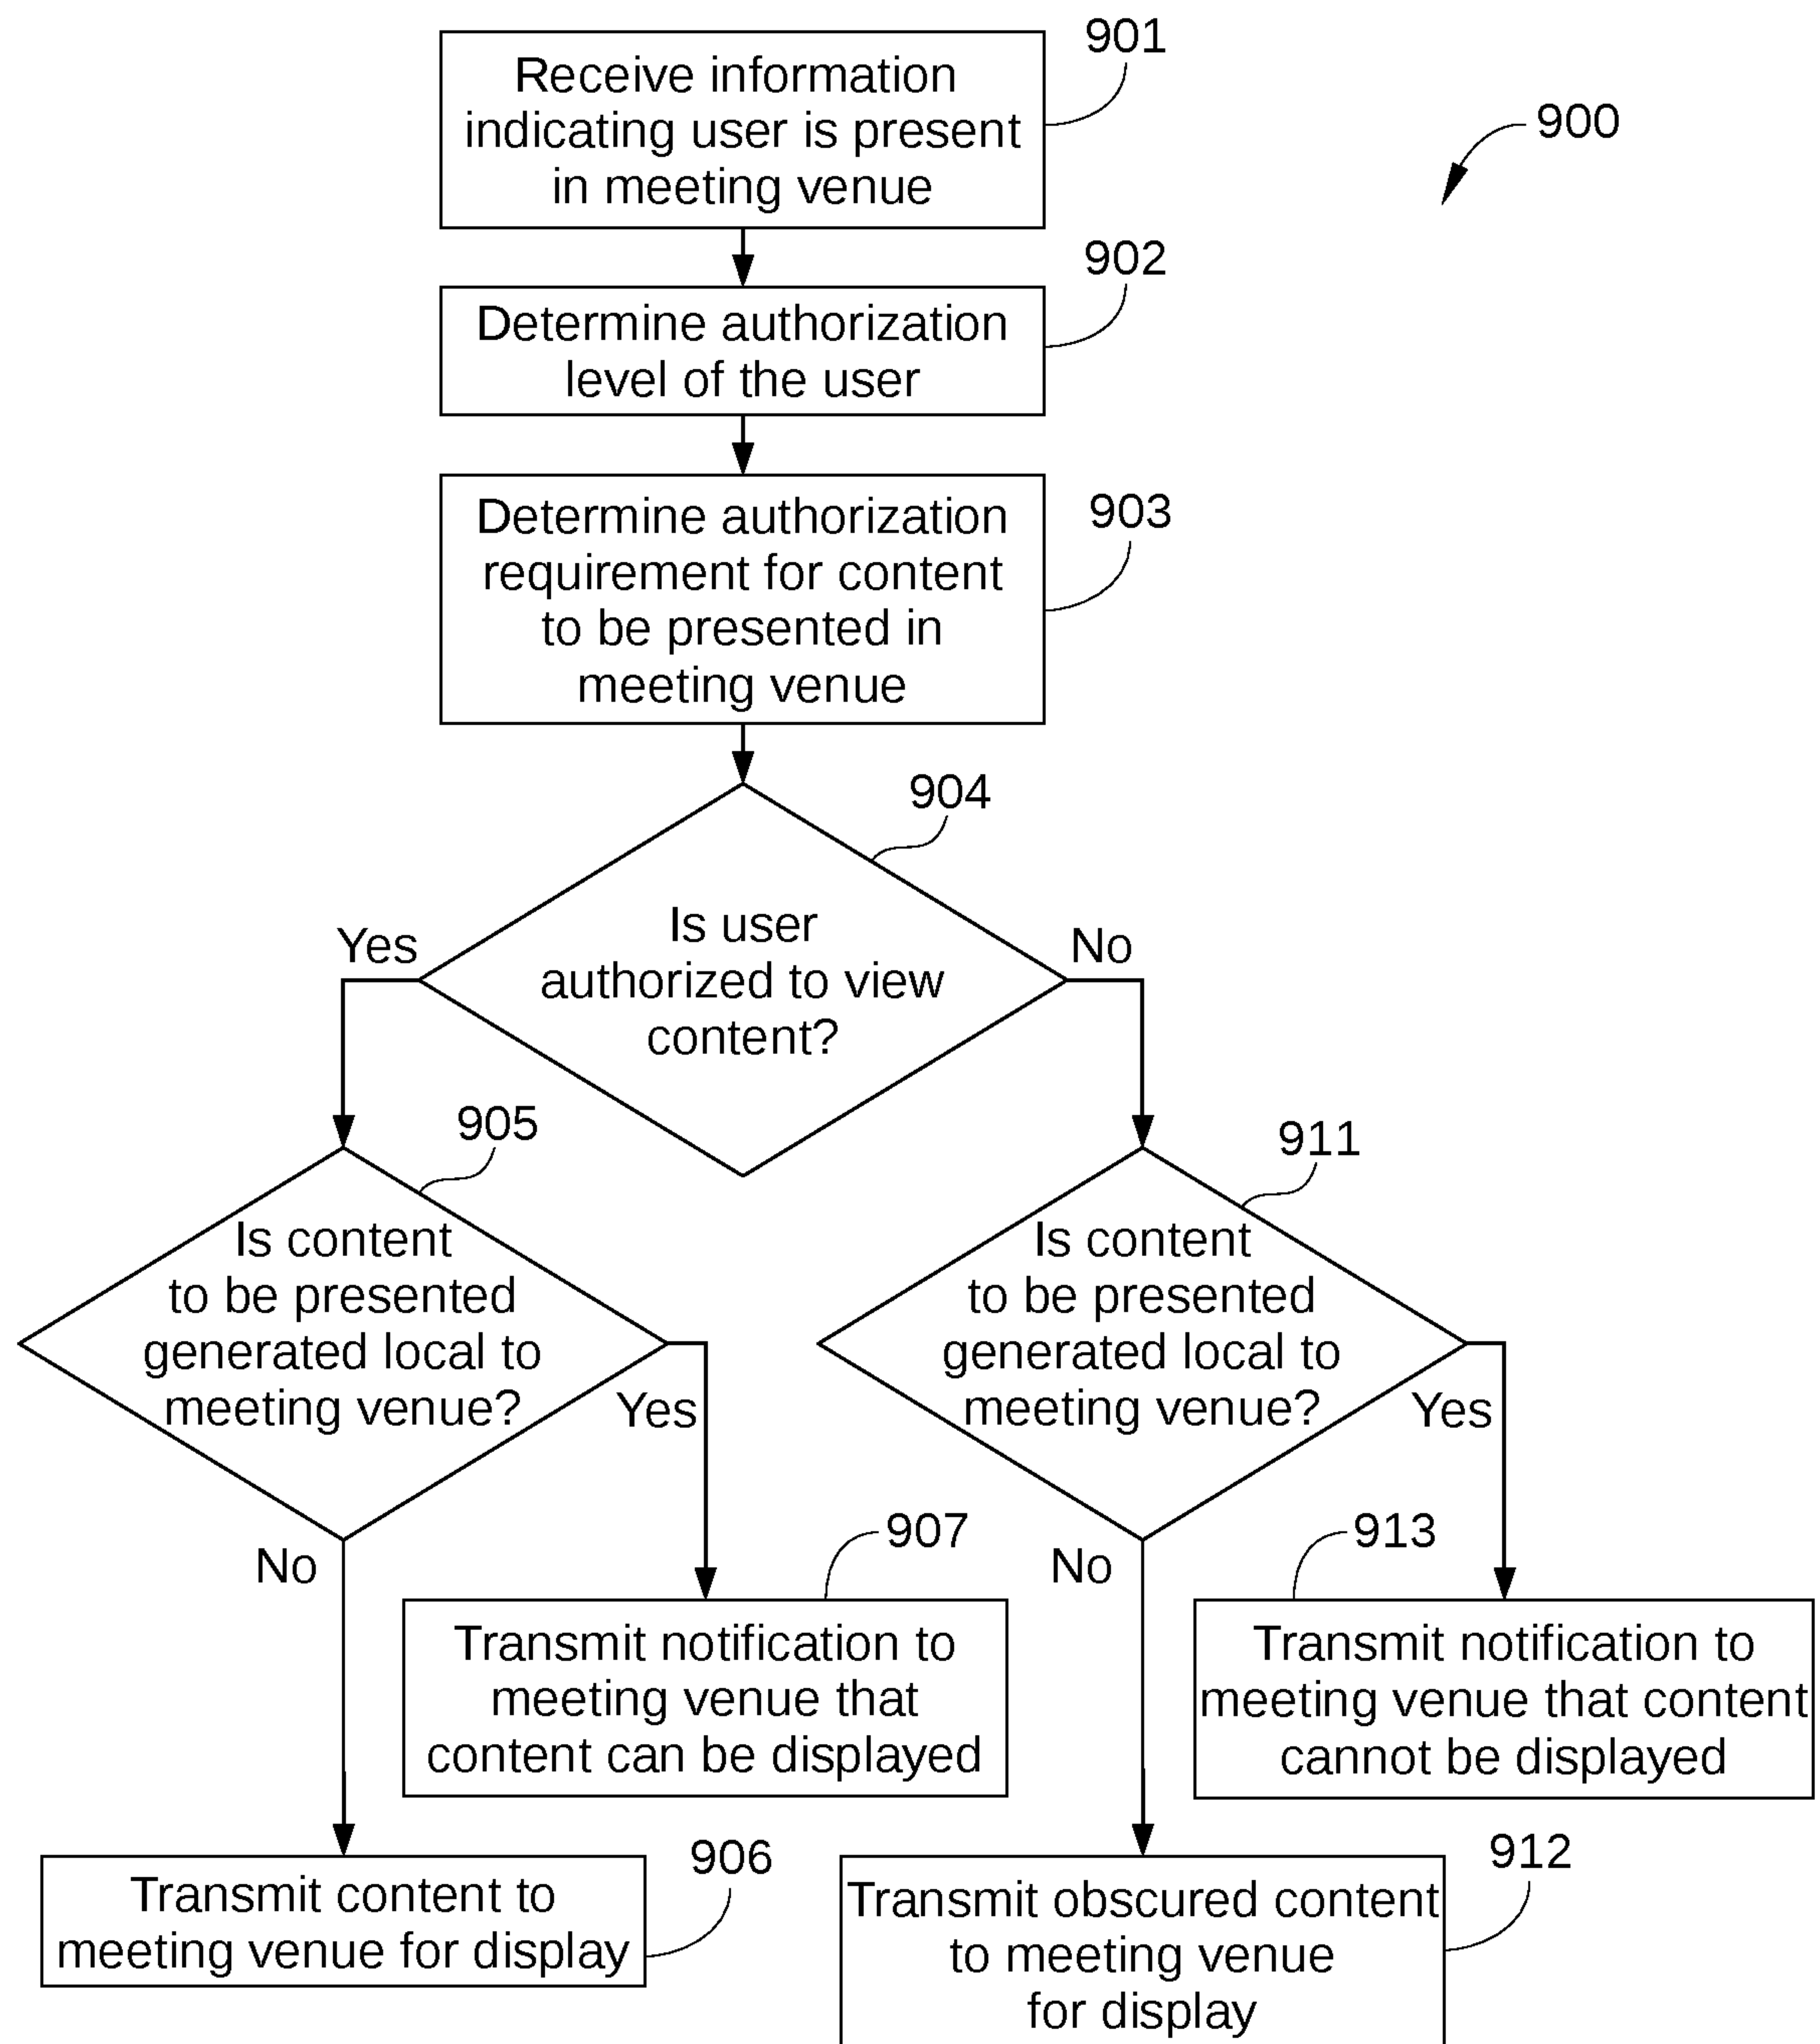 901
Receive information
indicating user is present
in meeting venue
900
902
Determine authorization
level of the user
903
Determine authorization
requirement for content
to be presented in
meeting venue
904
Is user
authorized to view
content?
Yes
No
905
Is content
to be presented
generated local to
meeting venue?
Yes
No
911
Is content
to be presented
generated local to
meeting venue?
Yes
No
907
Transmit notification to
meeting venue that
content can be displayed
913
Transmit notification to
meeting venue that content
cannot be displayed
906
Transmit content to
meeting venue for display
912
Transmit obscured content
to meeting venue
for display